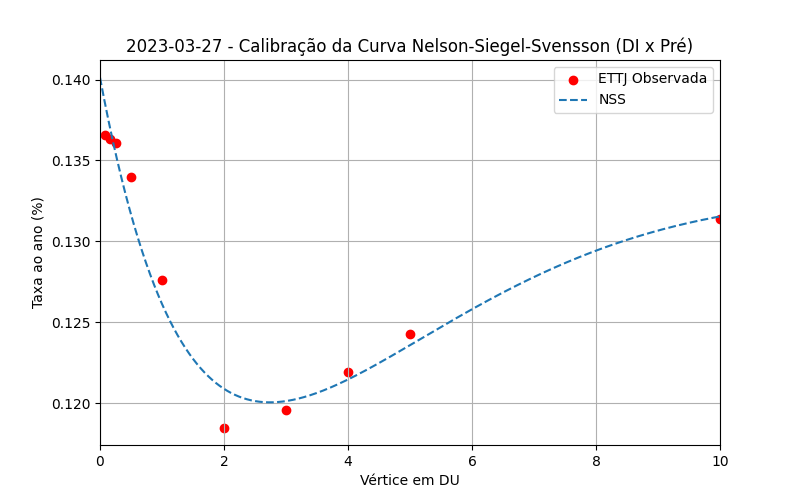 2023-03-27 - Calibração da Curva Nelson-Siegel-Svensson (DI x Pré)
ETTJ Observada
NSS
Taxa ao ano (%)
0.140
0.135
0.130
0.125
0.120
0 2 4 6 8 10
Vértice em DU